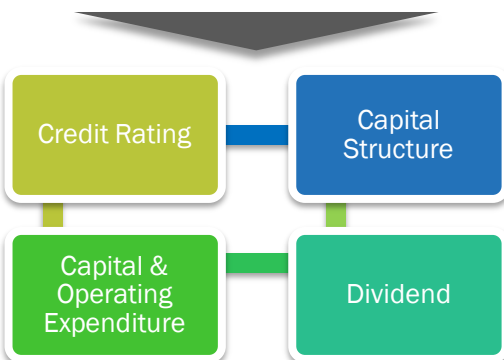 Credit Rating
Capital
Structure
Capital &
Operating
Expenditure
Dividend